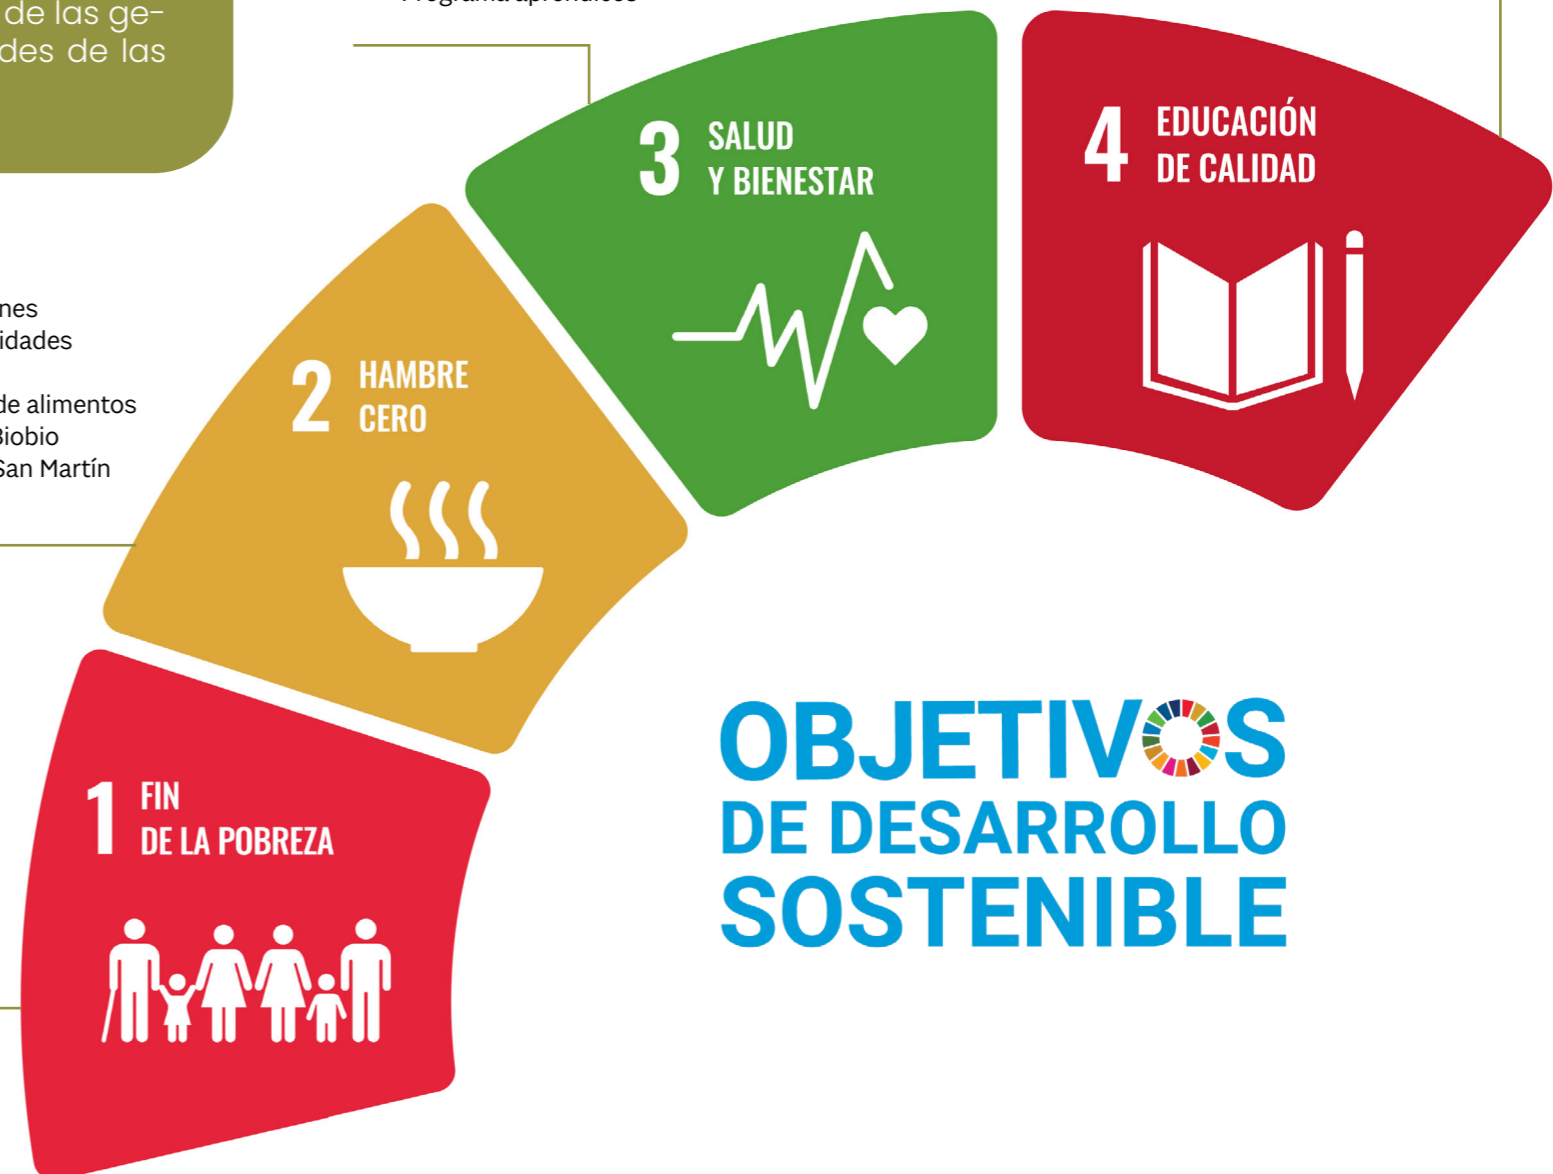 de las ge-
des de las
3 SALUD
Y BIENESTAR
4 EDUCACIÓN
DE CALIDAD
nes
idades
de alimentos
Biobio
San Martín
2 HAMBRE
CERO
1 FIN
DE LA POBREZA
OBJETIVOS
DE DESARROLLO
SOSTENIBLE